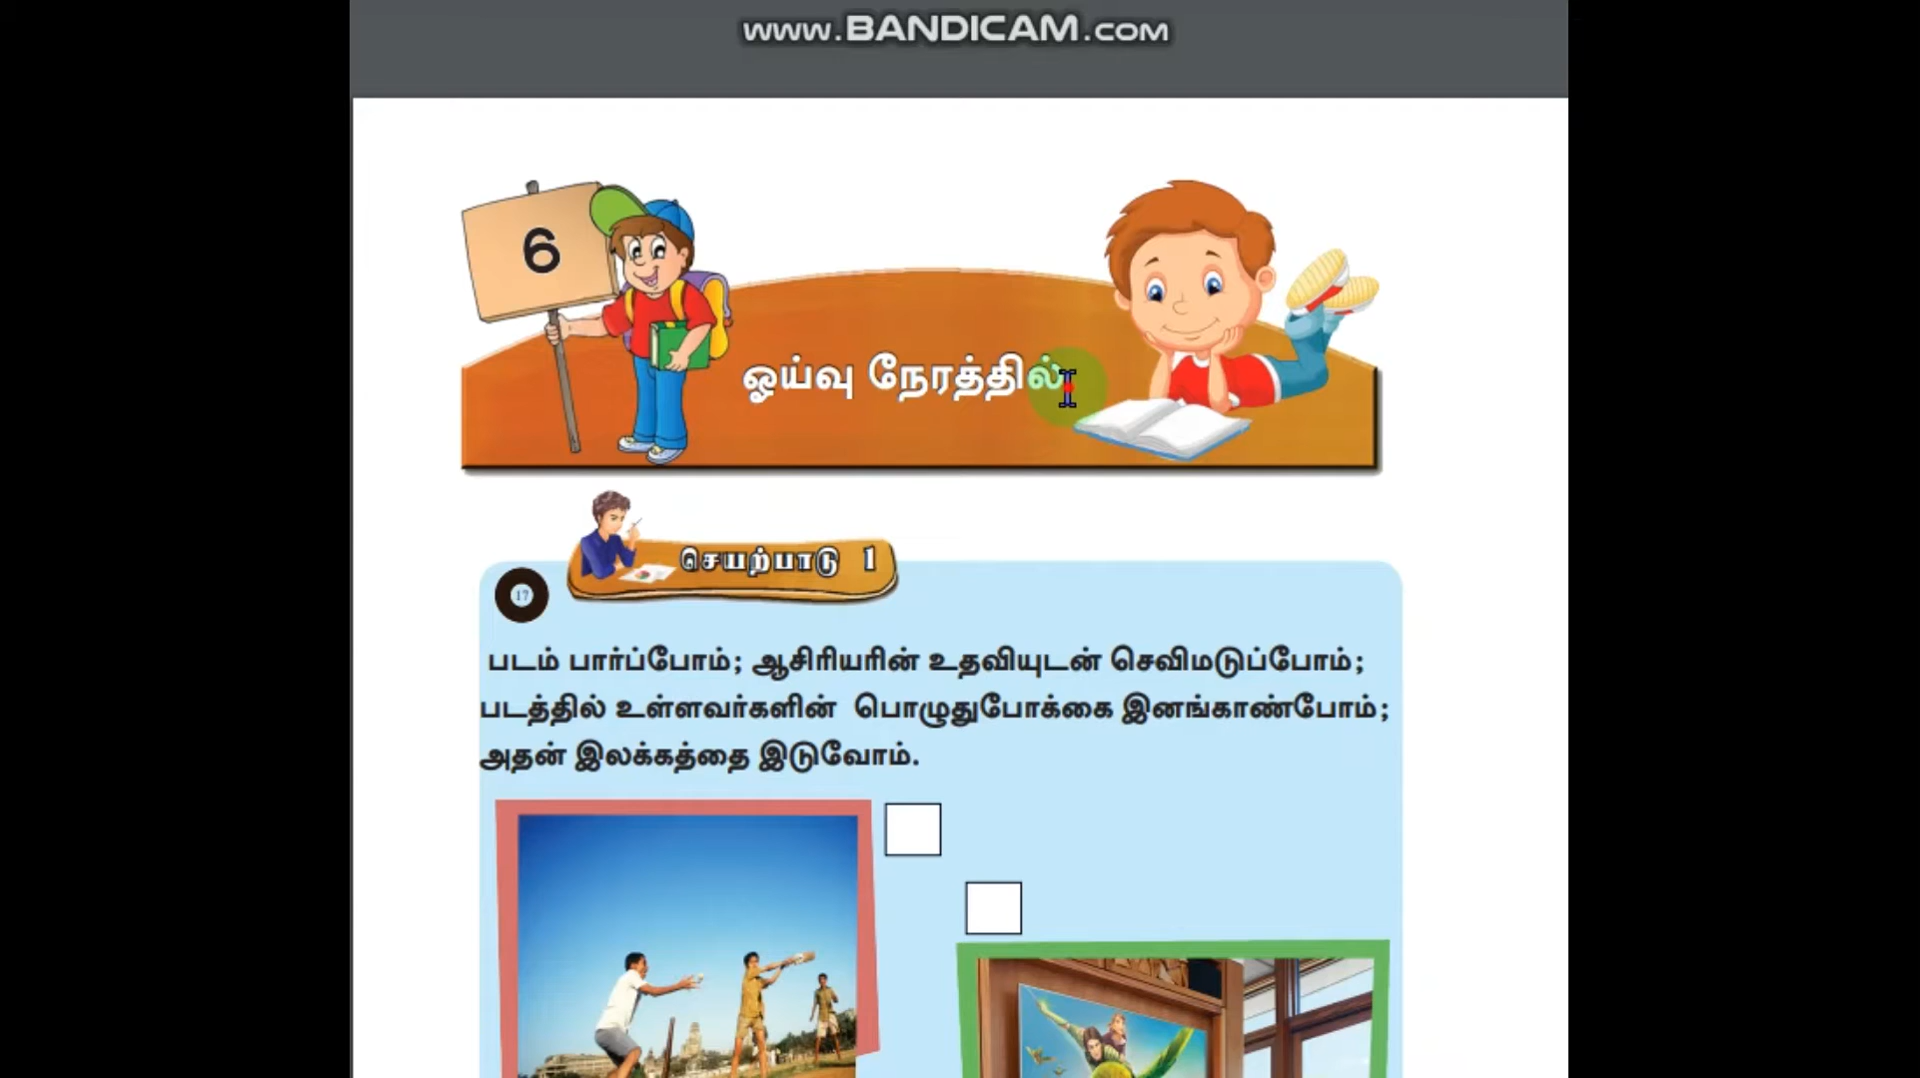 www.BANDICAM.com
6
ஓய்வு நேரத்தில்
செயற்பாடு 1
17
படம் பார்ப்போம்; ஆசிரியரின் உதவியுடன் செவிமடுப்போம்;
படத்தில் உள்ளவர்களின் பொழுதுபோக்கை இனங்காண்போம்;
அதன் இலக்கத்தை இடுவோம்.